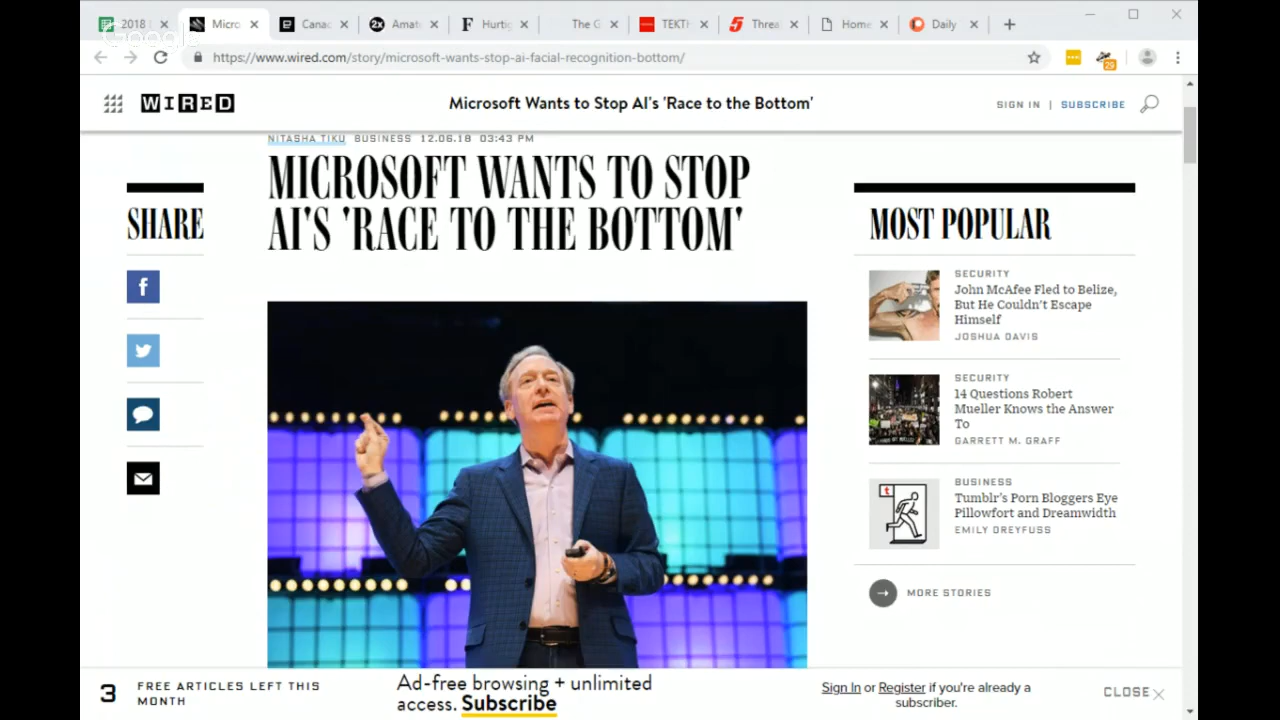 2018 L
Micro
Canac
Amat
Hurtig
The G
TEKTH
Threa
Home
Daily
Google
https://www.wired.com/story/microsoft-wants-stop-ai-facial-recognition-bottom/
29
WIRED
Microsoft Wants to Stop AI's 'Race to the Bottom'
SIGN IN | SUBSCRIBE
NITASHA TIKU BUSINESS 12.06.18 03:43 PM
MICROSOFT WANTS TO STOP
AI'S 'RACE TO THE BOTTOM'
SHARE
MOST POPULAR
SECURITY
John McAfee Fled to Belize,
But He Couldn't Escape
Himself
JOSHUA DAVIS
SECURITY
14 Questions Robert
Mueller Knows the Answer
To
GARRETT M. GRAFF
BUSINESS
Tumblr's Porn Bloggers Eye
Pillowfort and Dreamwidth
EMILY DREYFUSS
MORE STORIES
3
FREE ARTICLES LEFT THIS
MONTH
Ad-free browsing + unlimited
access. Subscribe
Sign In or Register if you're already a
subscriber.
CLOSE